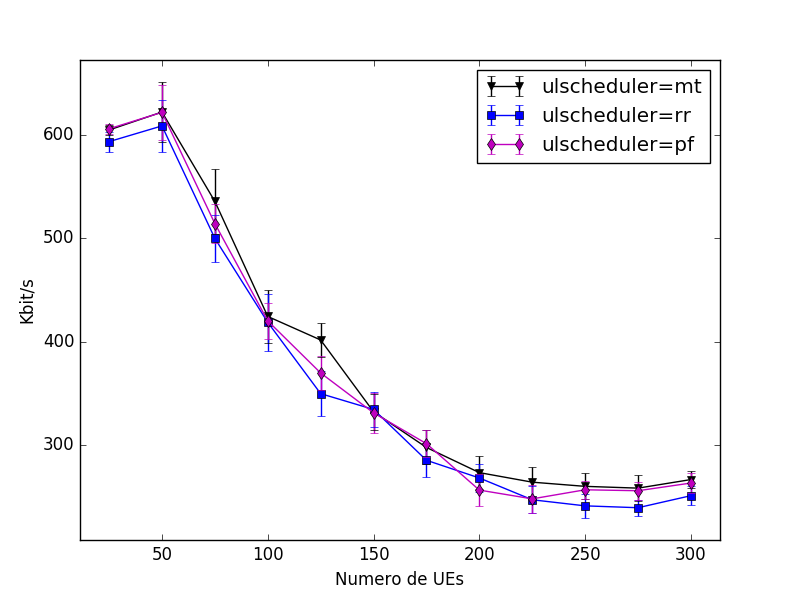 ulscheduler=mt
ulscheduler=rr
ulscheduler=pf
600
500
400
300
Kbit/s
50 100 150 200 250 300
Numero de UEs